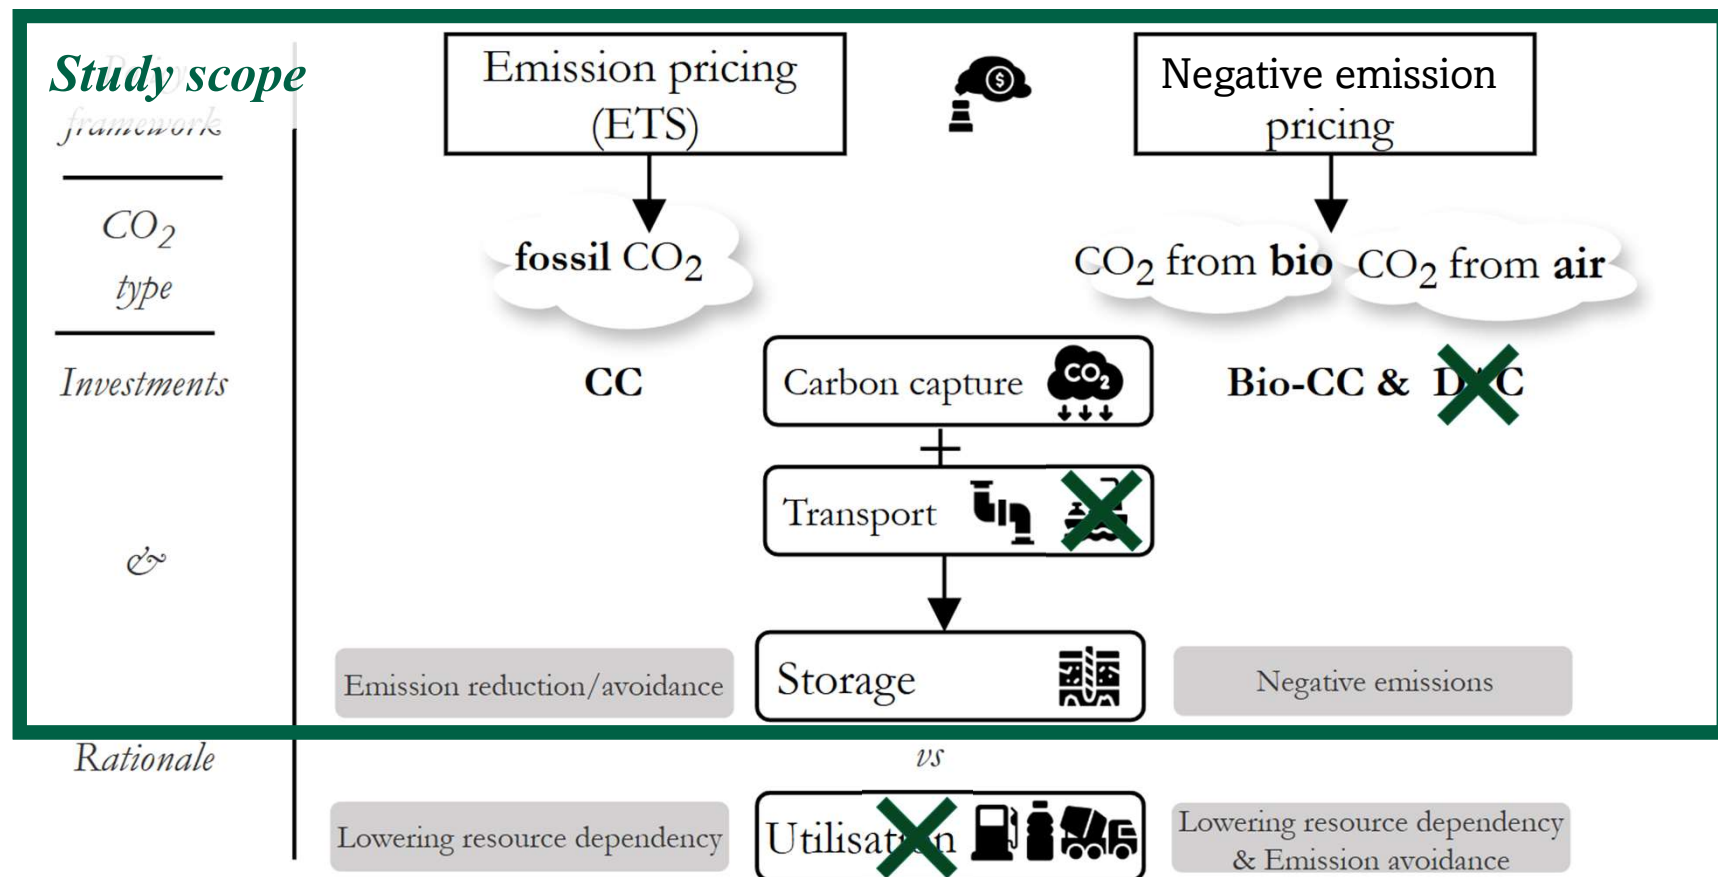 Study scope
framework
Emission pricing
(ETS)
$
Negative emission
pricing
CO2
type
fossil CO2
CO2 from bio
CO2 from air
Investments
CC
Carbon capture
CO2
Bio-CC &
Transport
&
Emission reduction/avoidance
Storage
Negative emissions
Rationale
vs
Lowering resource dependency
Utilisation
Lowering resource dependency
& Emission avoidance